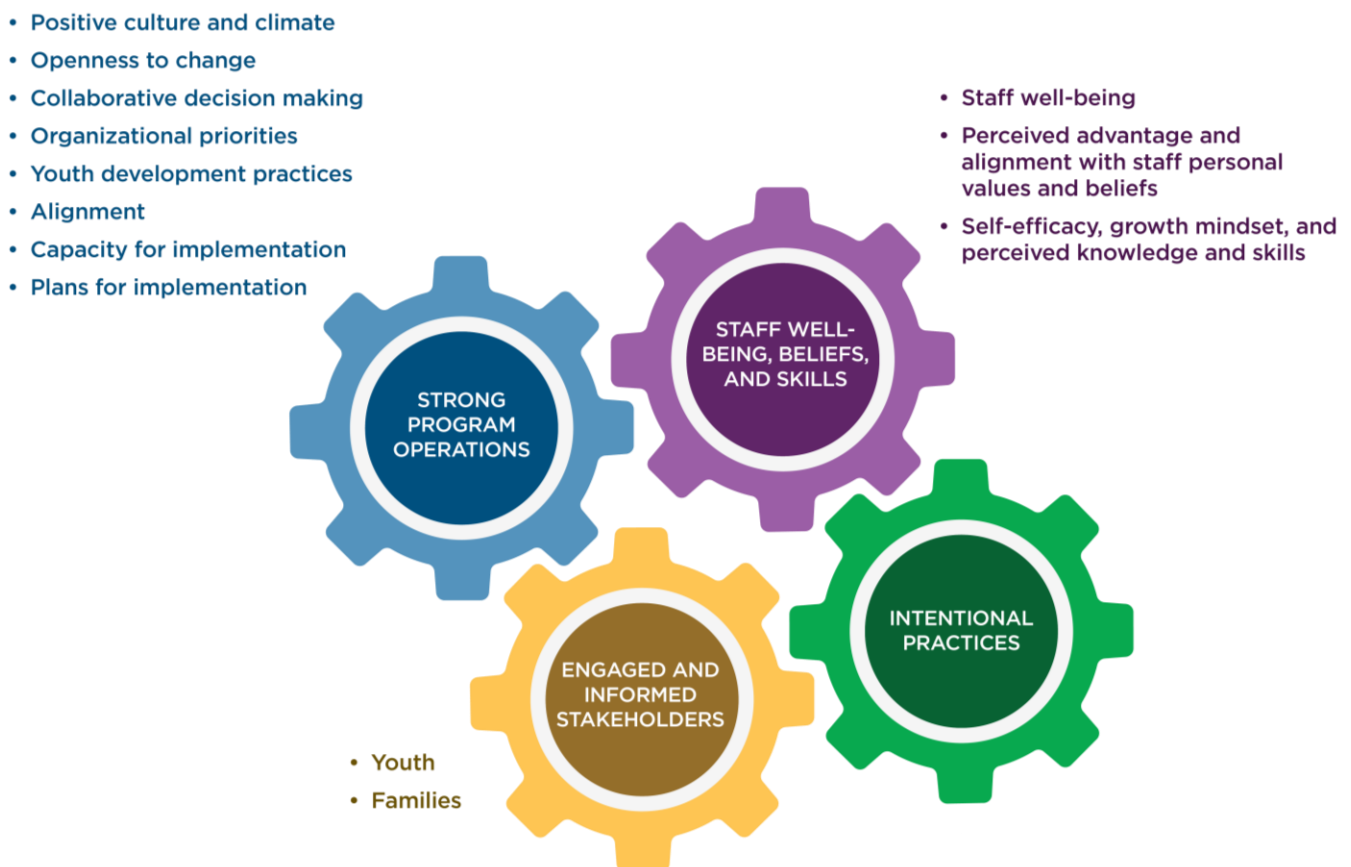 • Positive culture and climate
• Openness to change
• Collaborative decision making
• Organizational priorities
• Youth development practices
• Alignment
• Capacity for implementation
• Plans for implementation
• Staff well-being
• Perceived advantage and
alignment with staff personal
values and beliefs
• Self-efficacy, growth mindset, and
perceived knowledge and skills
STRONG
PROGRAM
OPERATIONS
STAFF WELL-
BEING, BELIEFS,
AND SKILLS
ENGAGED AND
INFORMED
STAKEHOLDERS
INTENTIONAL
PRACTICES
• Youth
• Families